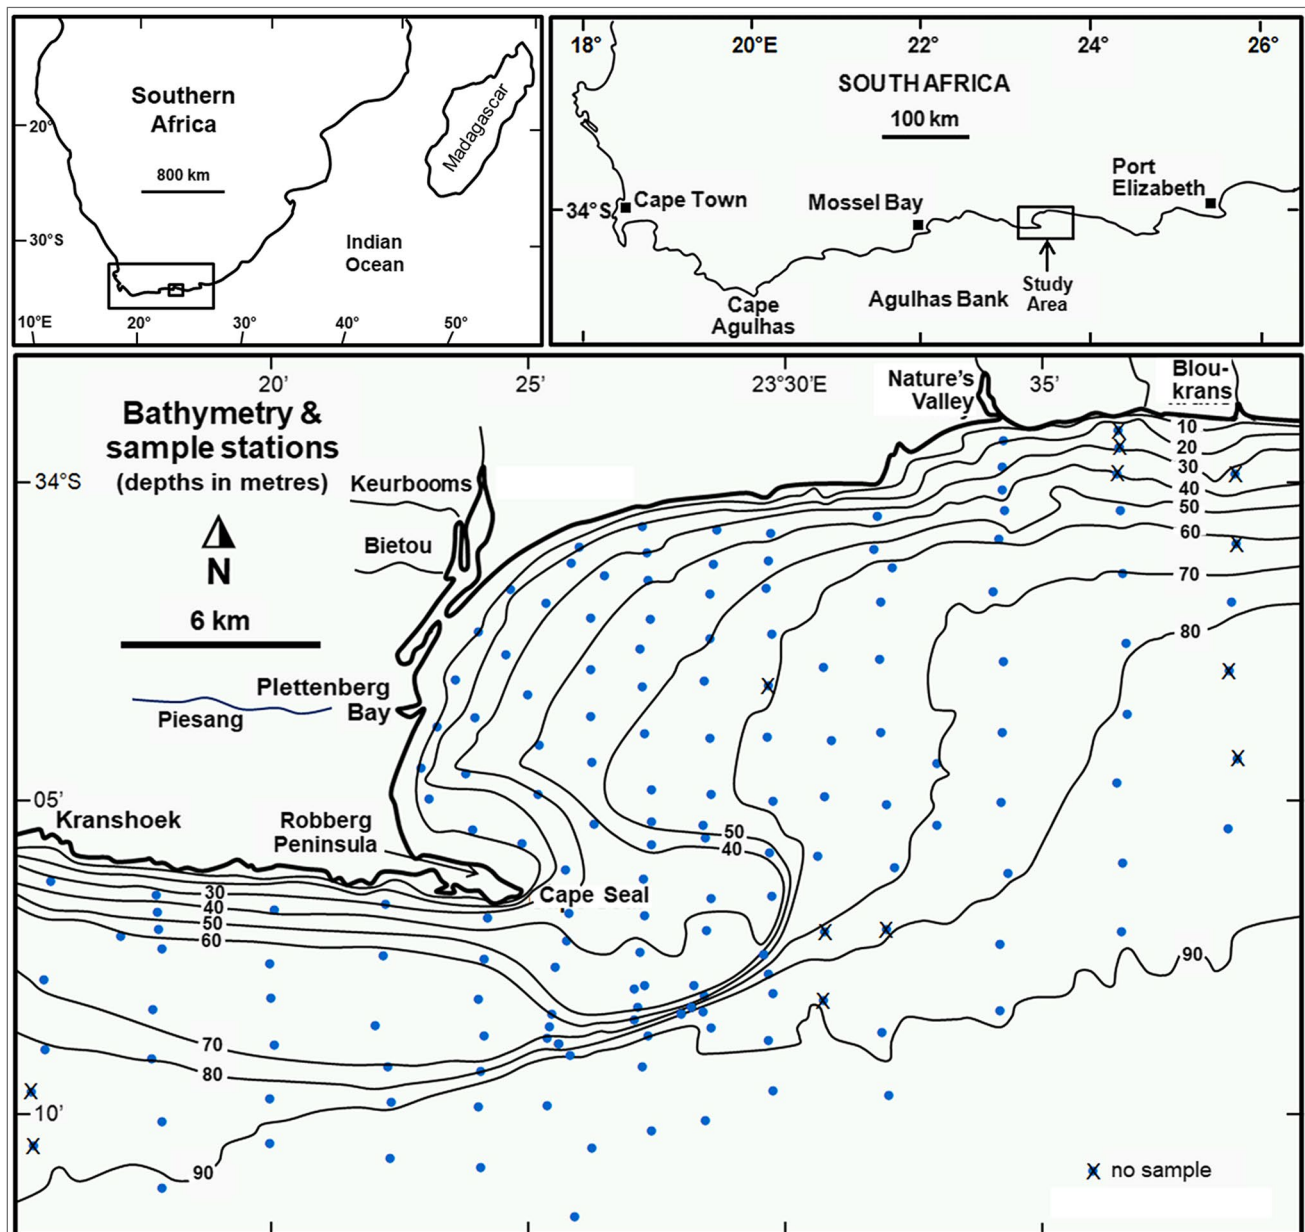 Southern
Africa
Madagascar
20°
800 km
30°S
Indian
Ocean
10°E 20° 30° 40° 50°
18° 20°E 22° 24° 26°
SOUTH AFRICA
100 km
Port
Elizabeth
34°S
Cape Town
Mossel Bay
Study
Area
Cape
Agulhas
Agulhas Bank
20' 25' 23°30'E 35'
Nature's
Valley
Blou-
krans
Bathymetry &
sample stations
(depths in metres)
34°S
Keurbooms
Bietou
N
6 km
10
20
30
40
50
60
70
80
Plettenberg
Bay
Piesang
05'
Kranshoek
Robberg
Peninsula
50
40
Cape Seal
30
40
50
60
90
70
80
10'
90
no sample